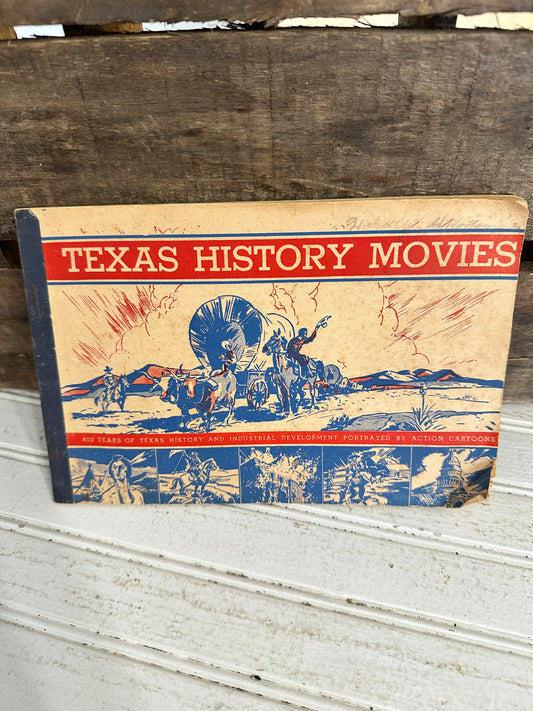 TEXAS HISTORY MOVIES
400 YEARS OF TEXAS HISTORY AND INDUSTRIAL DEVELOPMENT PORTRAYED BY ACTION CARTOONS